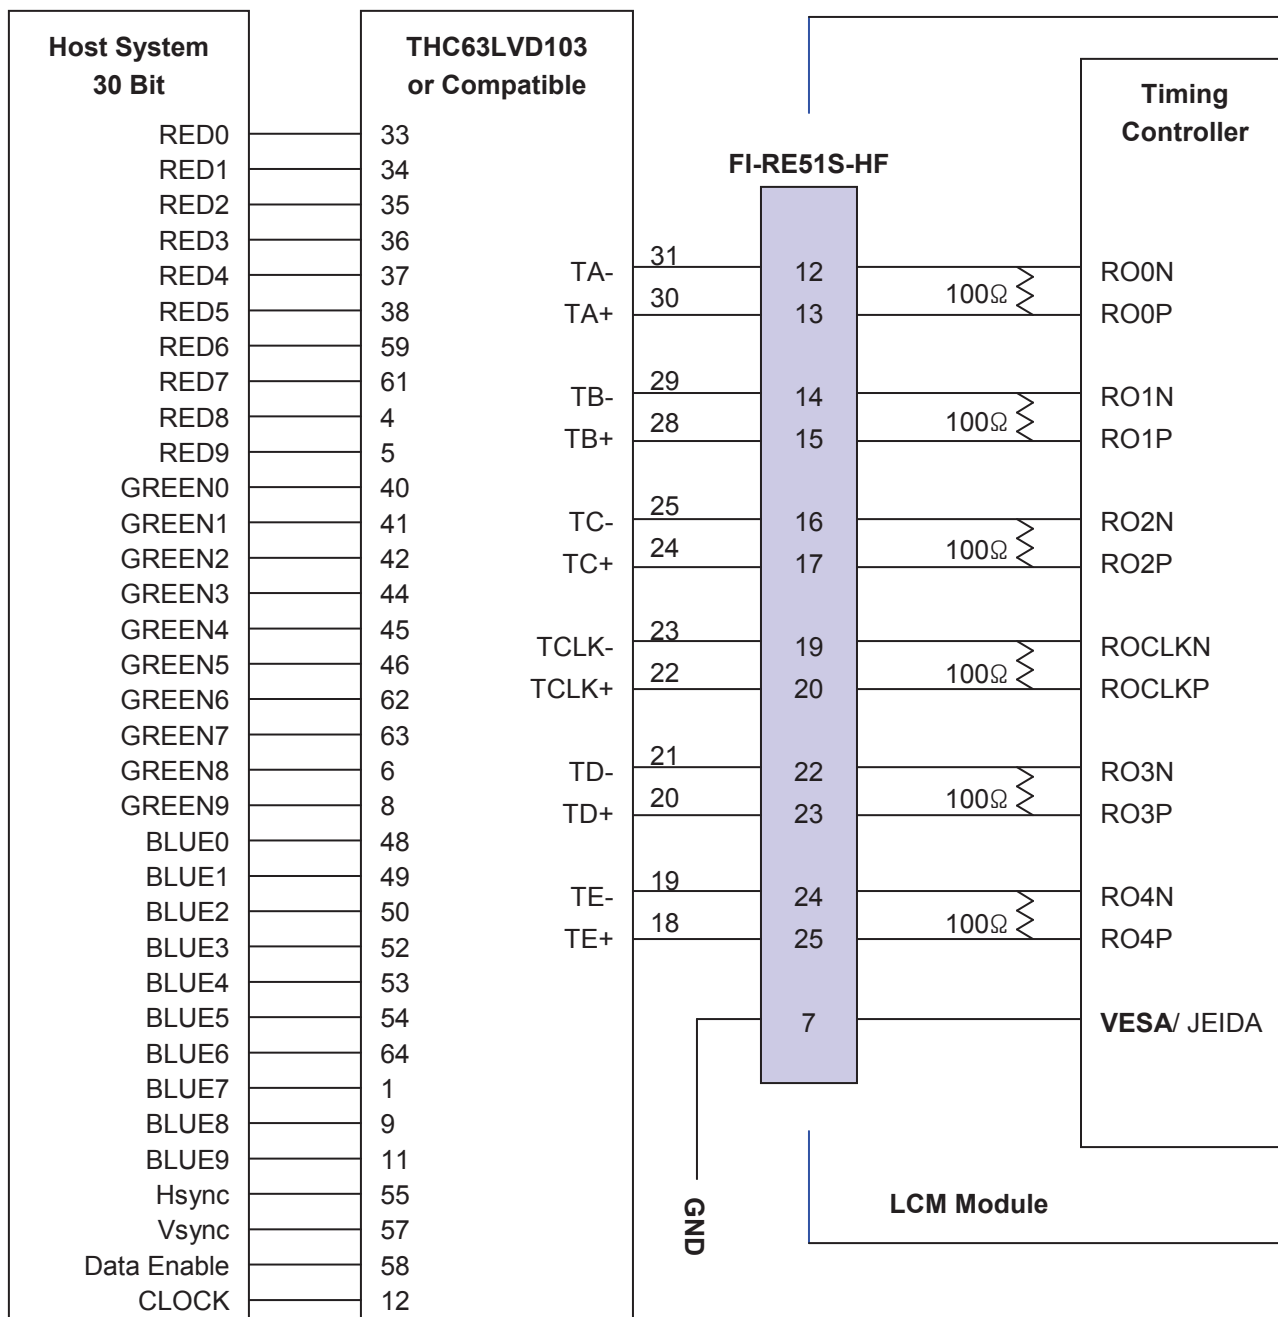 Host System
30 Bit
RED0
RED1
RED2
RED3
RED4
RED5
RED6
RED7
RED8
RED9
GREEN0
GREEN1
GREEN2
GREEN3
GREEN4
GREEN5
GREEN6
GREEN7
GREEN8
GREEN9
BLUE0
BLUE1
BLUE2
BLUE3
BLUE4
BLUE5
BLUE6
BLUE7
BLUE8
BLUE9
Hsync
Vsync
Data Enable
CLOCK
THC63LVD103
or Compatible
33
34
35
36
37
38
59
61
4
5
40
41
42
44
45
46
62
63
6
8
48
49
50
52
53
54
64
1
9
11
55
57
58
12
TA-
TA+
TB-
TB+
TC-
TC+
TCLK-
TCLK+
TD-
TD+
TE-
TE+
31
30
29
28
25
24
23
22
21
20
19
18
GND
FI-RE51S-HF
12
13
14
15
16
17
19
20
22
23
24
25
7
100Ω
100Ω
100Ω
100Ω
100Ω
100Ω
Timing
Controller
RO0N
RO0P
RO1N
RO1P
RO2N
RO2P
ROCLKN
ROCLKP
RO3N
RO3P
RO4N
RO4P
VESA/ JEIDA
LCM Module